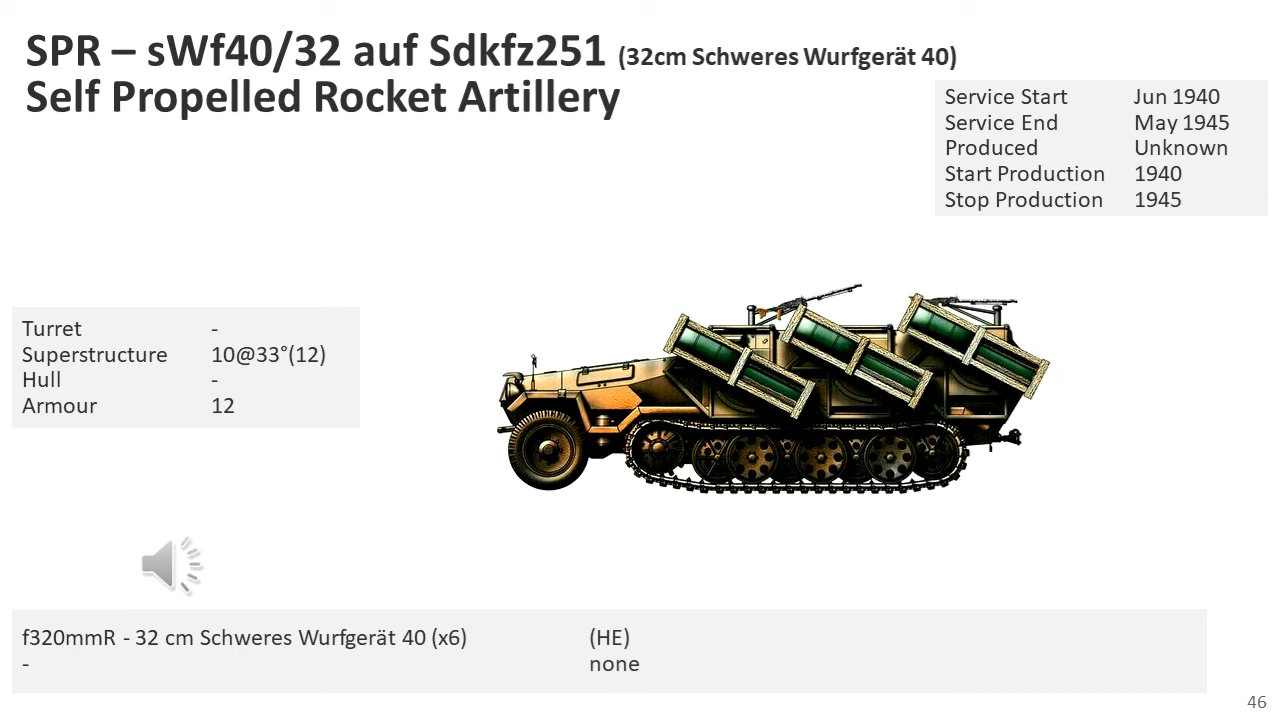 SPR – sWf40/32 auf Sdkfz251 (32cm Schweres Wurfgerät 40)
Self Propelled Rocket Artillery
Service Start Jun 1940
Service End May 1945
Produced Unknown
Start Production 1940
Stop Production 1945
Turret -
Superstructure 10@33°(12)
Hull -
Armour 12
f320mmR - 32 cm Schweres Wurfgerät 40 (x6) (HE)
- none
46